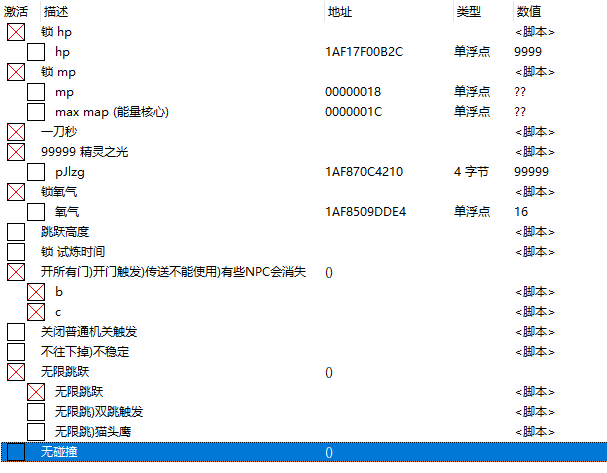 激活 描述 地址 类型 数值
锁 hp <脚本>
hp 1AF17F00B2C 单浮点 9999
锁 mp <脚本>
mp 00000018 单浮点 ??
max map (能量核心) 0000001C 单浮点 ??
一刀秒 <脚本>
99999 精灵之光 <脚本>
pJlzg 1AF870C4210 4 字节 99999
锁氧气 <脚本>
氧气 1AF8509DDE4 单浮点 16
跳跃高度 <脚本>
锁 试炼时间 <脚本>
开所有门)开门触发)传送不能使用)有些NPC会消失 ()
b <脚本>
c <脚本>
关闭普通机关触发 <脚本>
不往下掉)不稳定 <脚本>
无限跳跃 ()
无限跳跃 <脚本>
无限跳)双跳触发 <脚本>
无限跳)猫头鹰 <脚本>
无碰撞 ()